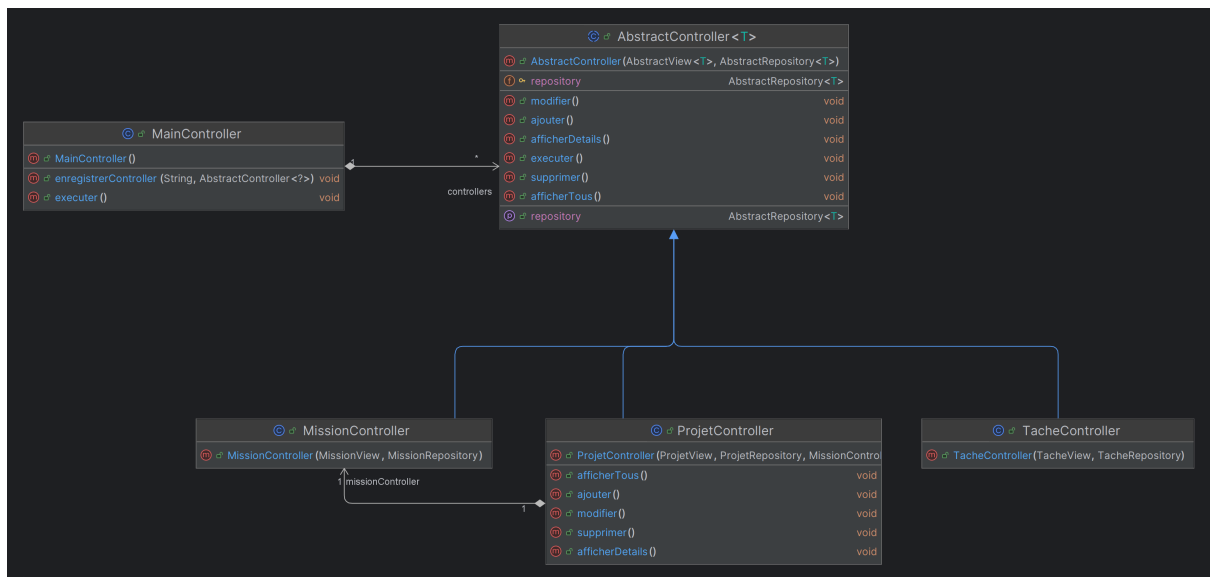 AbstractController<T>
AbstractController(AbstractView<T>, AbstractRepository<T>)
repository AbstractRepository<T>
modifier() void
ajouter() void
afficherDetails() void
executer() void
supprimer() void
afficherTous() void
repository AbstractRepository<T>
MainController
MainController()
enregistrerController (String, AbstractController<?>) void
executer() void
1
*
controllers
MissionController
MissionController(MissionView, MissionRepository)
1 missionController
1
ProjetController
ProjetController(ProjetView, ProjetRepository, MissionControl
afficherTous() void
ajouter() void
modifier() void
supprimer() void
afficherDetails() void
TacheController
TacheController(TacheView, TacheRepository)